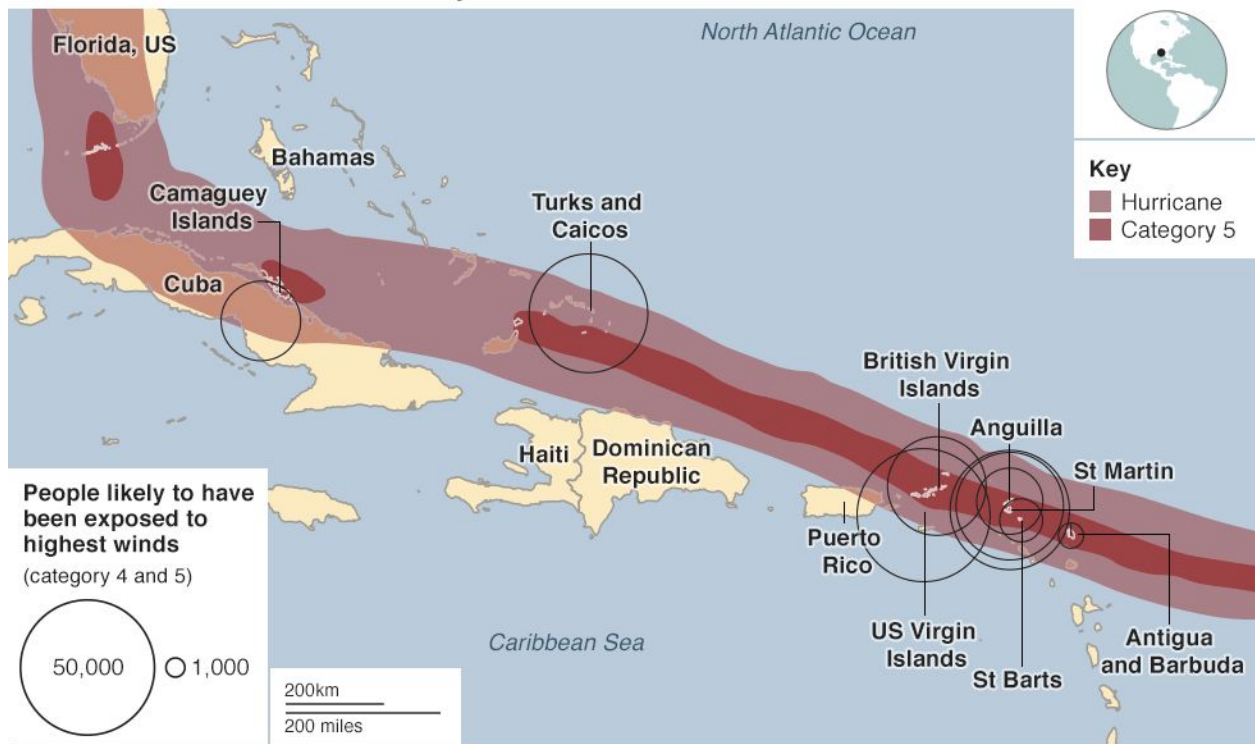 Florida, US
North Atlantic Ocean
Bahamas
Camaguey
Islands
Turks and
Caicos
Key
Hurricane
Category 5
Cuba
British Virgin
Islands
Anguilla
St Martin
Haiti
Dominican
Republic
Puerto
Rico
US Virgin
Islands
St Barts
Antigua
and Barbuda
Caribbean Sea
People likely to have
been exposed to
highest winds
(category 4 and 5)
50,000
1,000
200km
200 miles